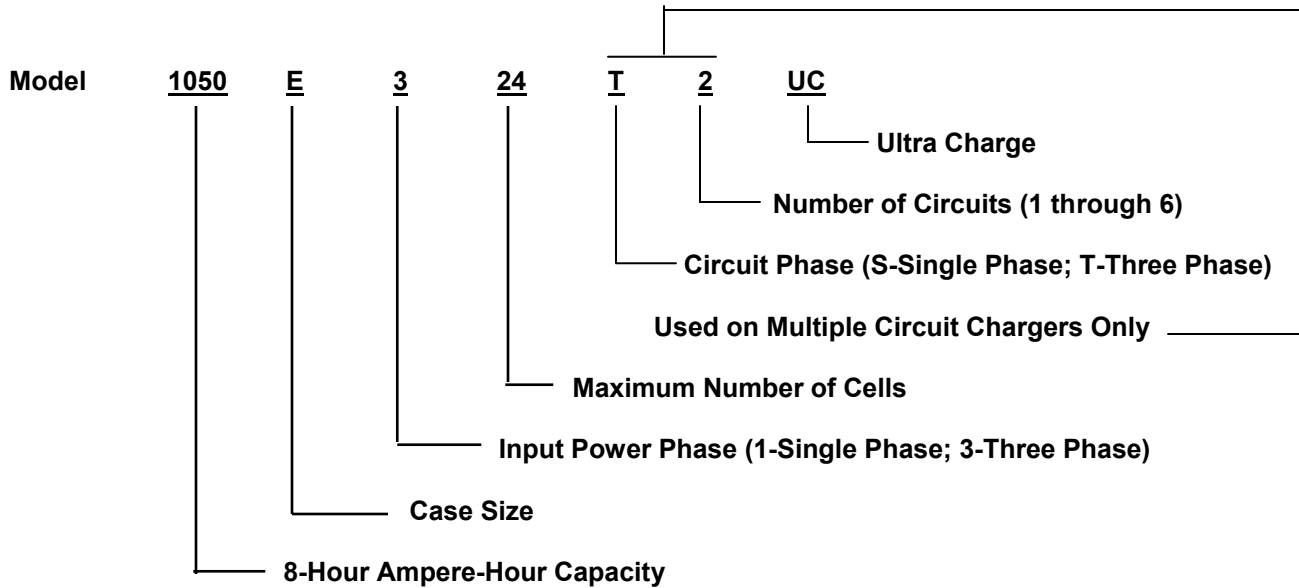 Model 1050 E 3 24 T 2 UC
Ultra Charge
Number of Circuits (1 through 6)
Circuit Phase (S-Single Phase; T-Three Phase)
Used on Multiple Circuit Chargers Only
Maximum Number of Cells
Input Power Phase (1-Single Phase; 3-Three Phase)
Case Size
8-Hour Ampere-Hour Capacity